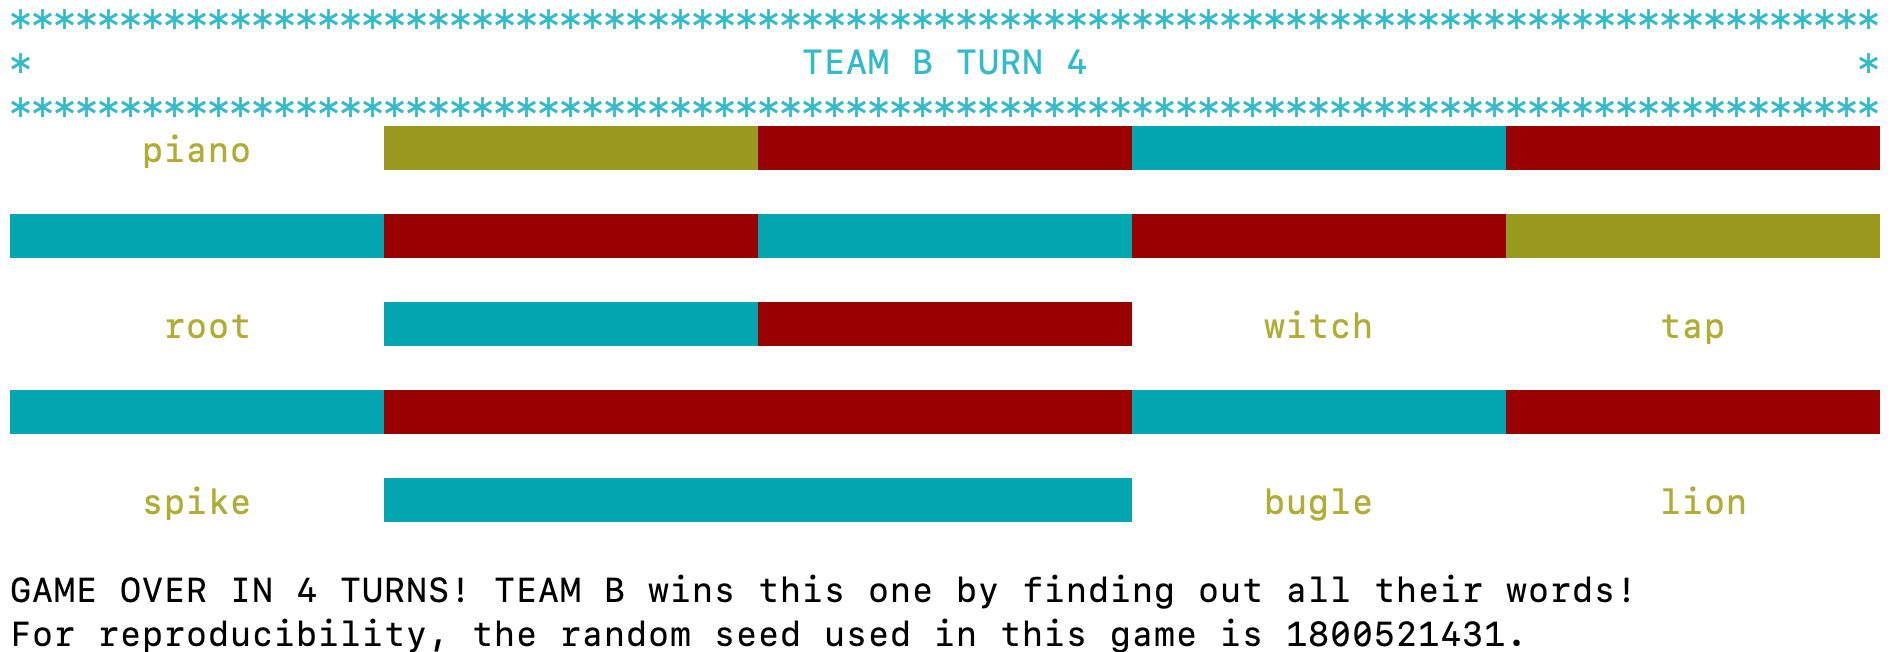 *************************************************************************************
* TEAM B TURN 4 *
*************************************************************************************
piano
root witch tap
spike bugle lion
GAME OVER IN 4 TURNS! TEAM B wins this one by finding out all their words!
For reproducibility, the random seed used in this game is 1800521431.